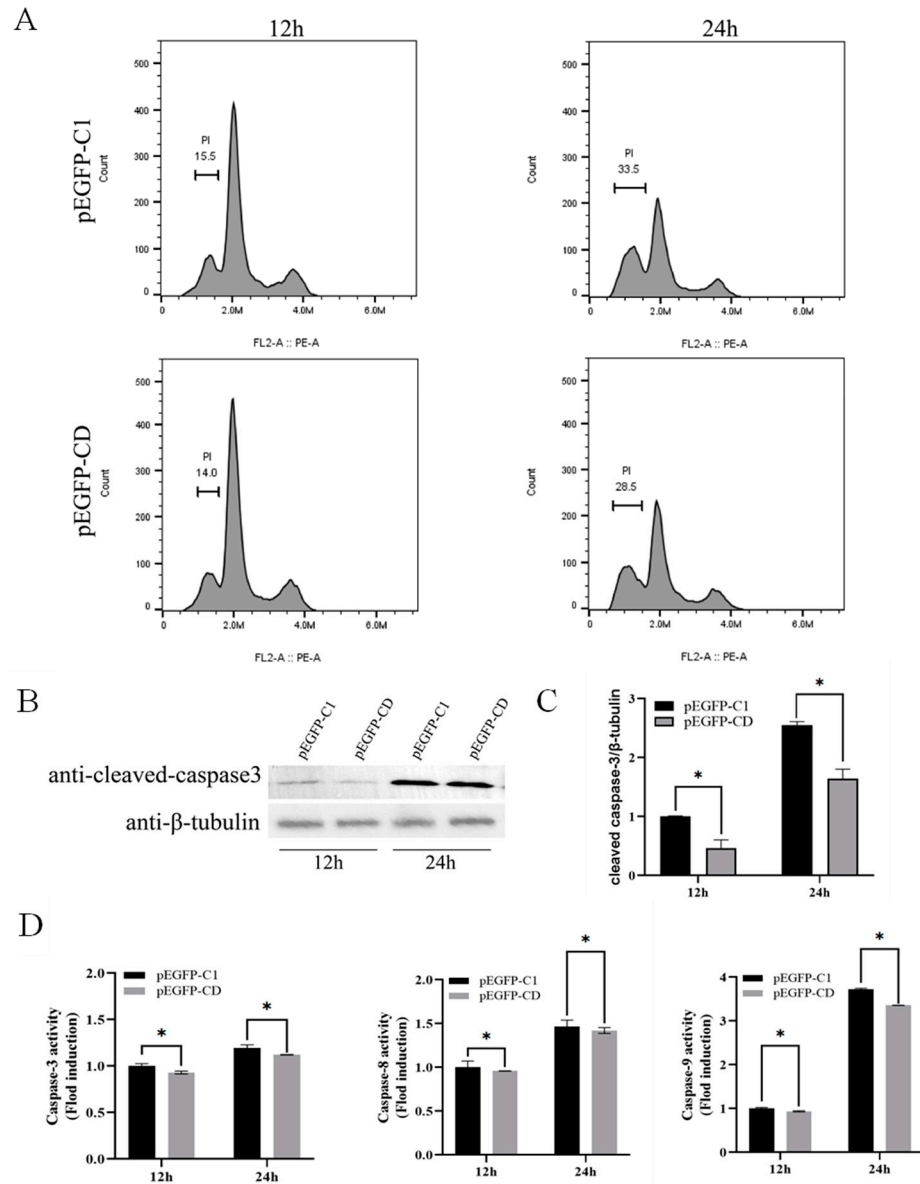 A
12h
24h
pEGFP-C1
Count
500
400
300
200
100
0
PI
15.5
0
2.0M
4.0M
6.0M
FL2-A :: PE-A
Count
500
400
300
200
100
0
PI
33.5
0
2.0M
4.0M
6.0M
FL2-A :: PE-A
pEGFP-CD
Count
500
400
300
200
100
0
PI
14.0
0
2.0M
4.0M
6.0M
FL2-A :: PE-A
Count
500
400
300
200
100
0
PI
28.5
0
2.0M
4.0M
6.0M
FL2-A :: PE-A
B
pEGFP-C1
pEGFP-CD
pEGFP-C1
pEGFP-CD
anti-cleaved-caspase3
anti-β-tubulin
12h
24h
C
cleaved caspase-3/β-tubulin
3
2
1
0
pEGFP-C1
pEGFP-CD
*
*
12h
24h
D
Caspase-3 activity
(Flod induction)
2.0
1.5
1.0
0.5
0.0
pEGFP-C1
pEGFP-CD
*
*
12h
24h
Caspase-8 activity
(Flod induction)
2.0
1.5
1.0
0.5
0.0
pEGFP-C1
pEGFP-CD
*
*
12h
24h
Caspase-9 activity
(Flod induction)
4
3
2
1
0
pEGFP-C1
pEGFP-CD
*
*
12h
24h